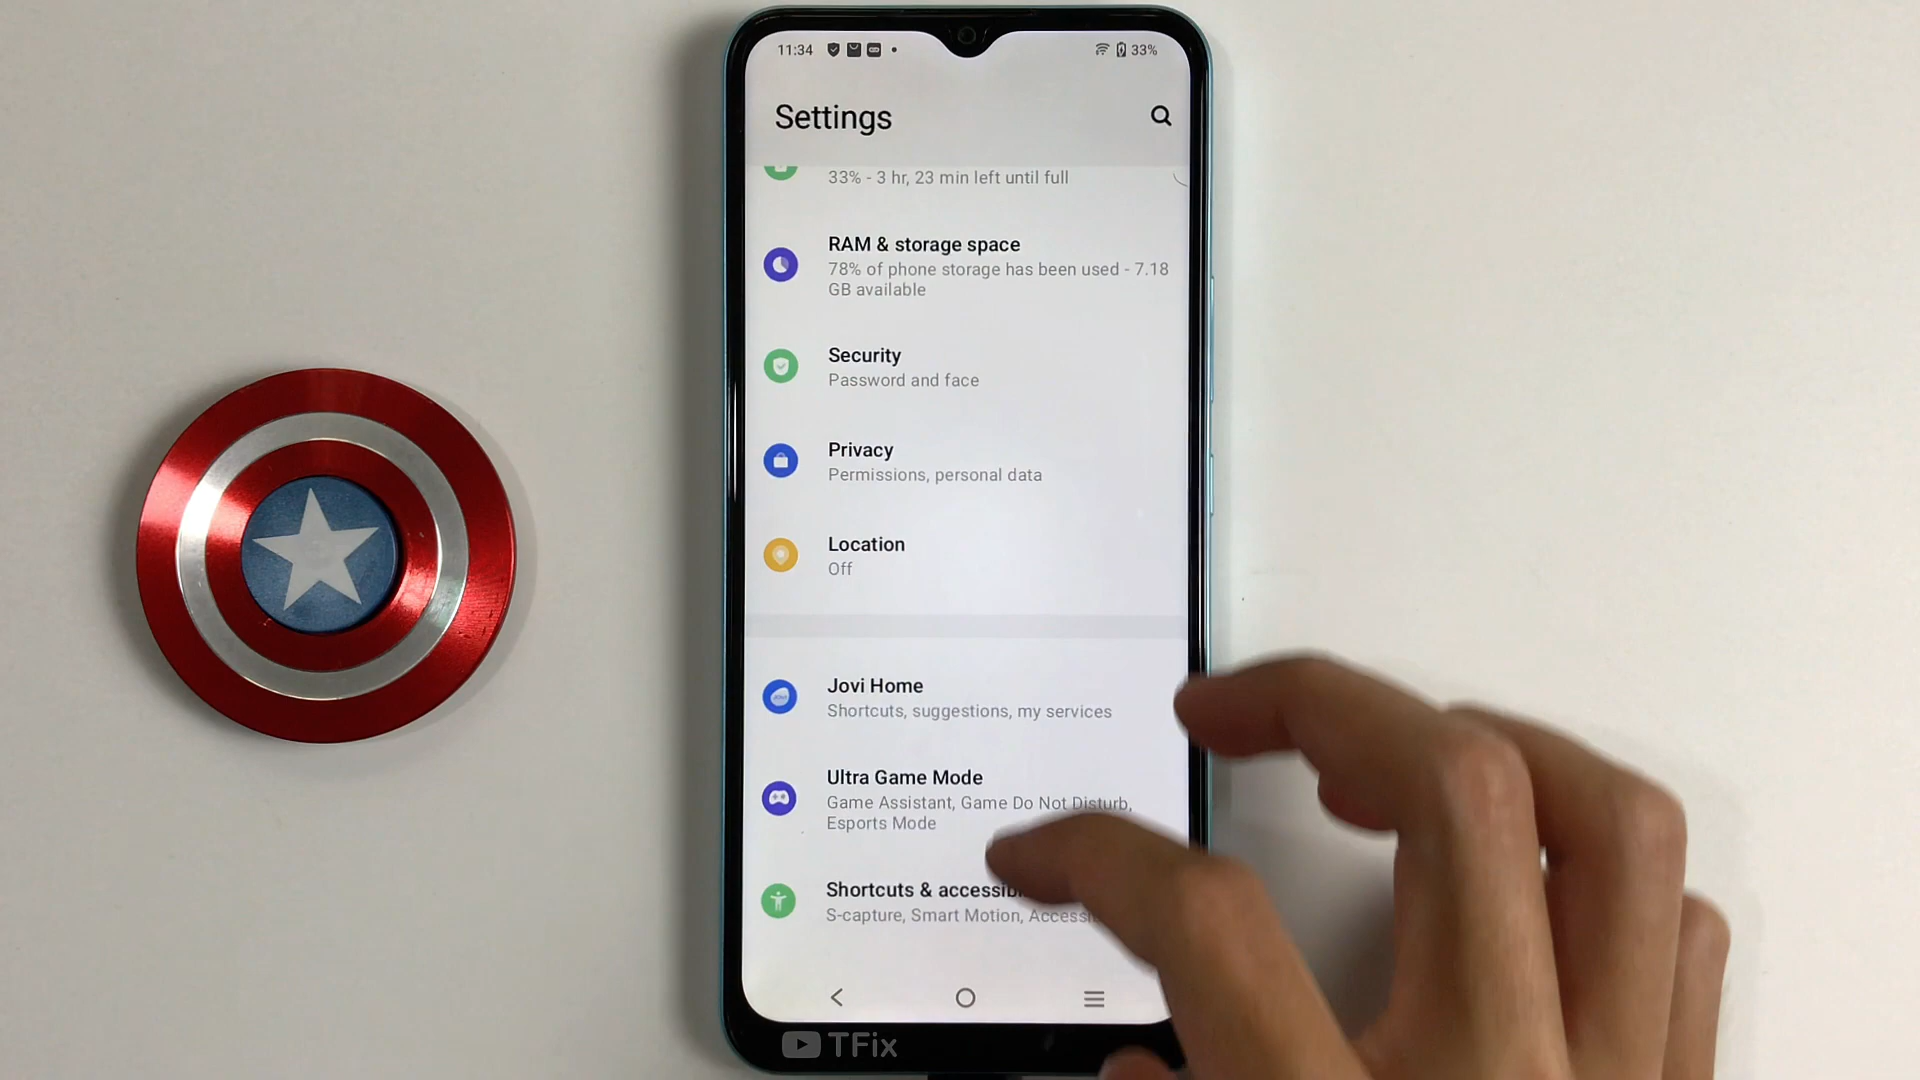 11:34
33%
Settings
33% - 3 hr, 23 min left until full
RAM & storage space
78% of phone storage has been used - 7.18
GB available
Security
Password and face
Privacy
Permissions, personal data
Location
Off
Jovi Home
Shortcuts, suggestions, my services
Ultra Game Mode
Game Assistant, Game Do Not Disturb,
Esports Mode
Shortcuts &
S-capture, Smart Motion,
TFix